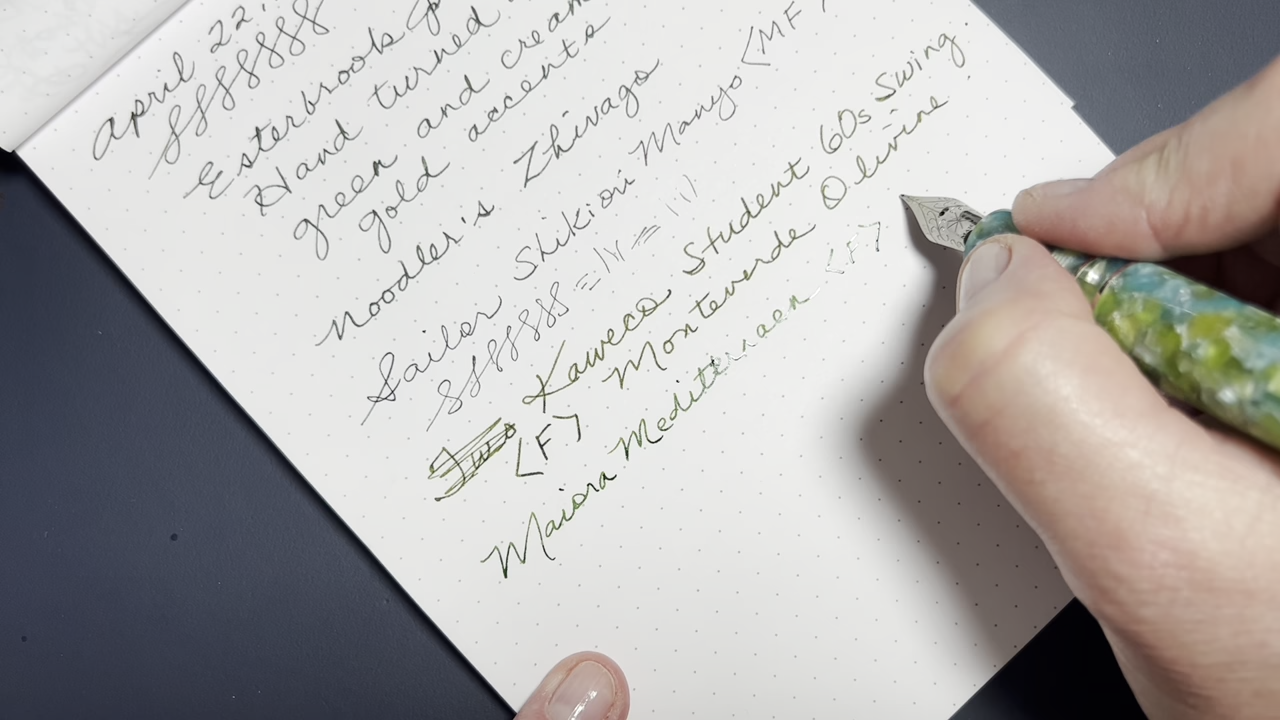 April 22,
Esterbrook
Hand turned
green and cream
gold accents
Noodler's Zhivago
Sailor Shikiori Manyo <MF
Kaweco Student 60s Swing
<F> Monteverde Olivine
Maiora Mediterraen <F>